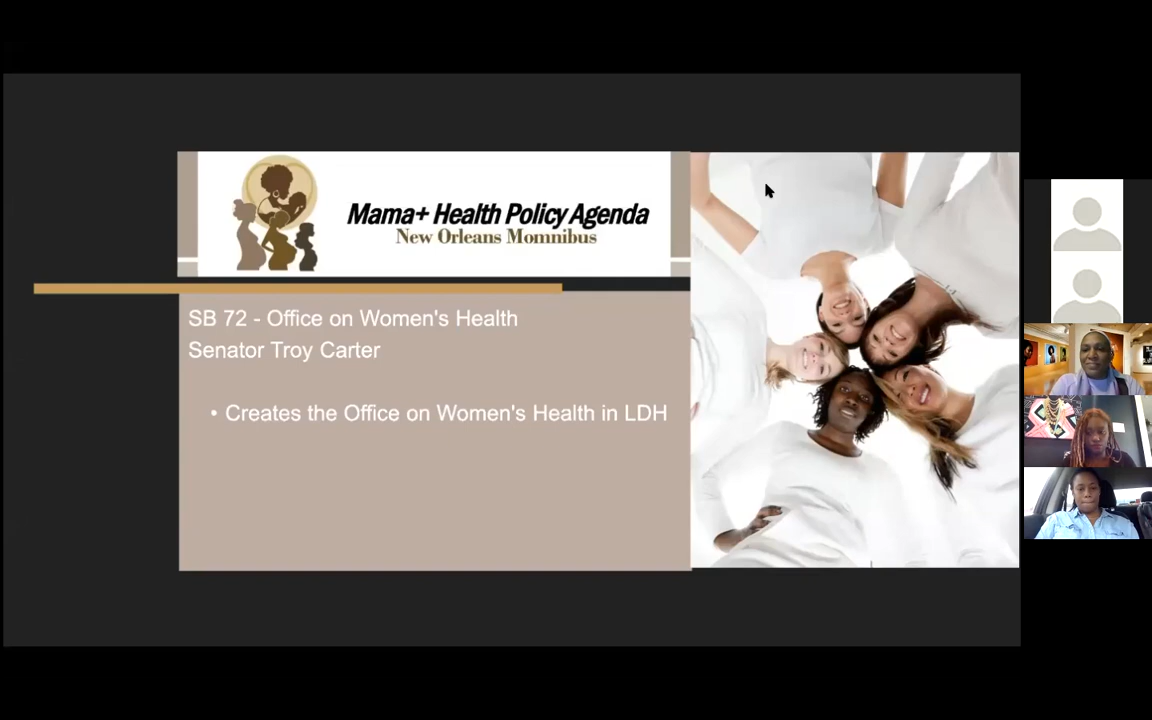 Mama+ Health Policy Agenda
New Orleans Momnibus
SB 72 - Office on Women's Health
Senator Troy Carter
• Creates the Office on Women's Health in LDH